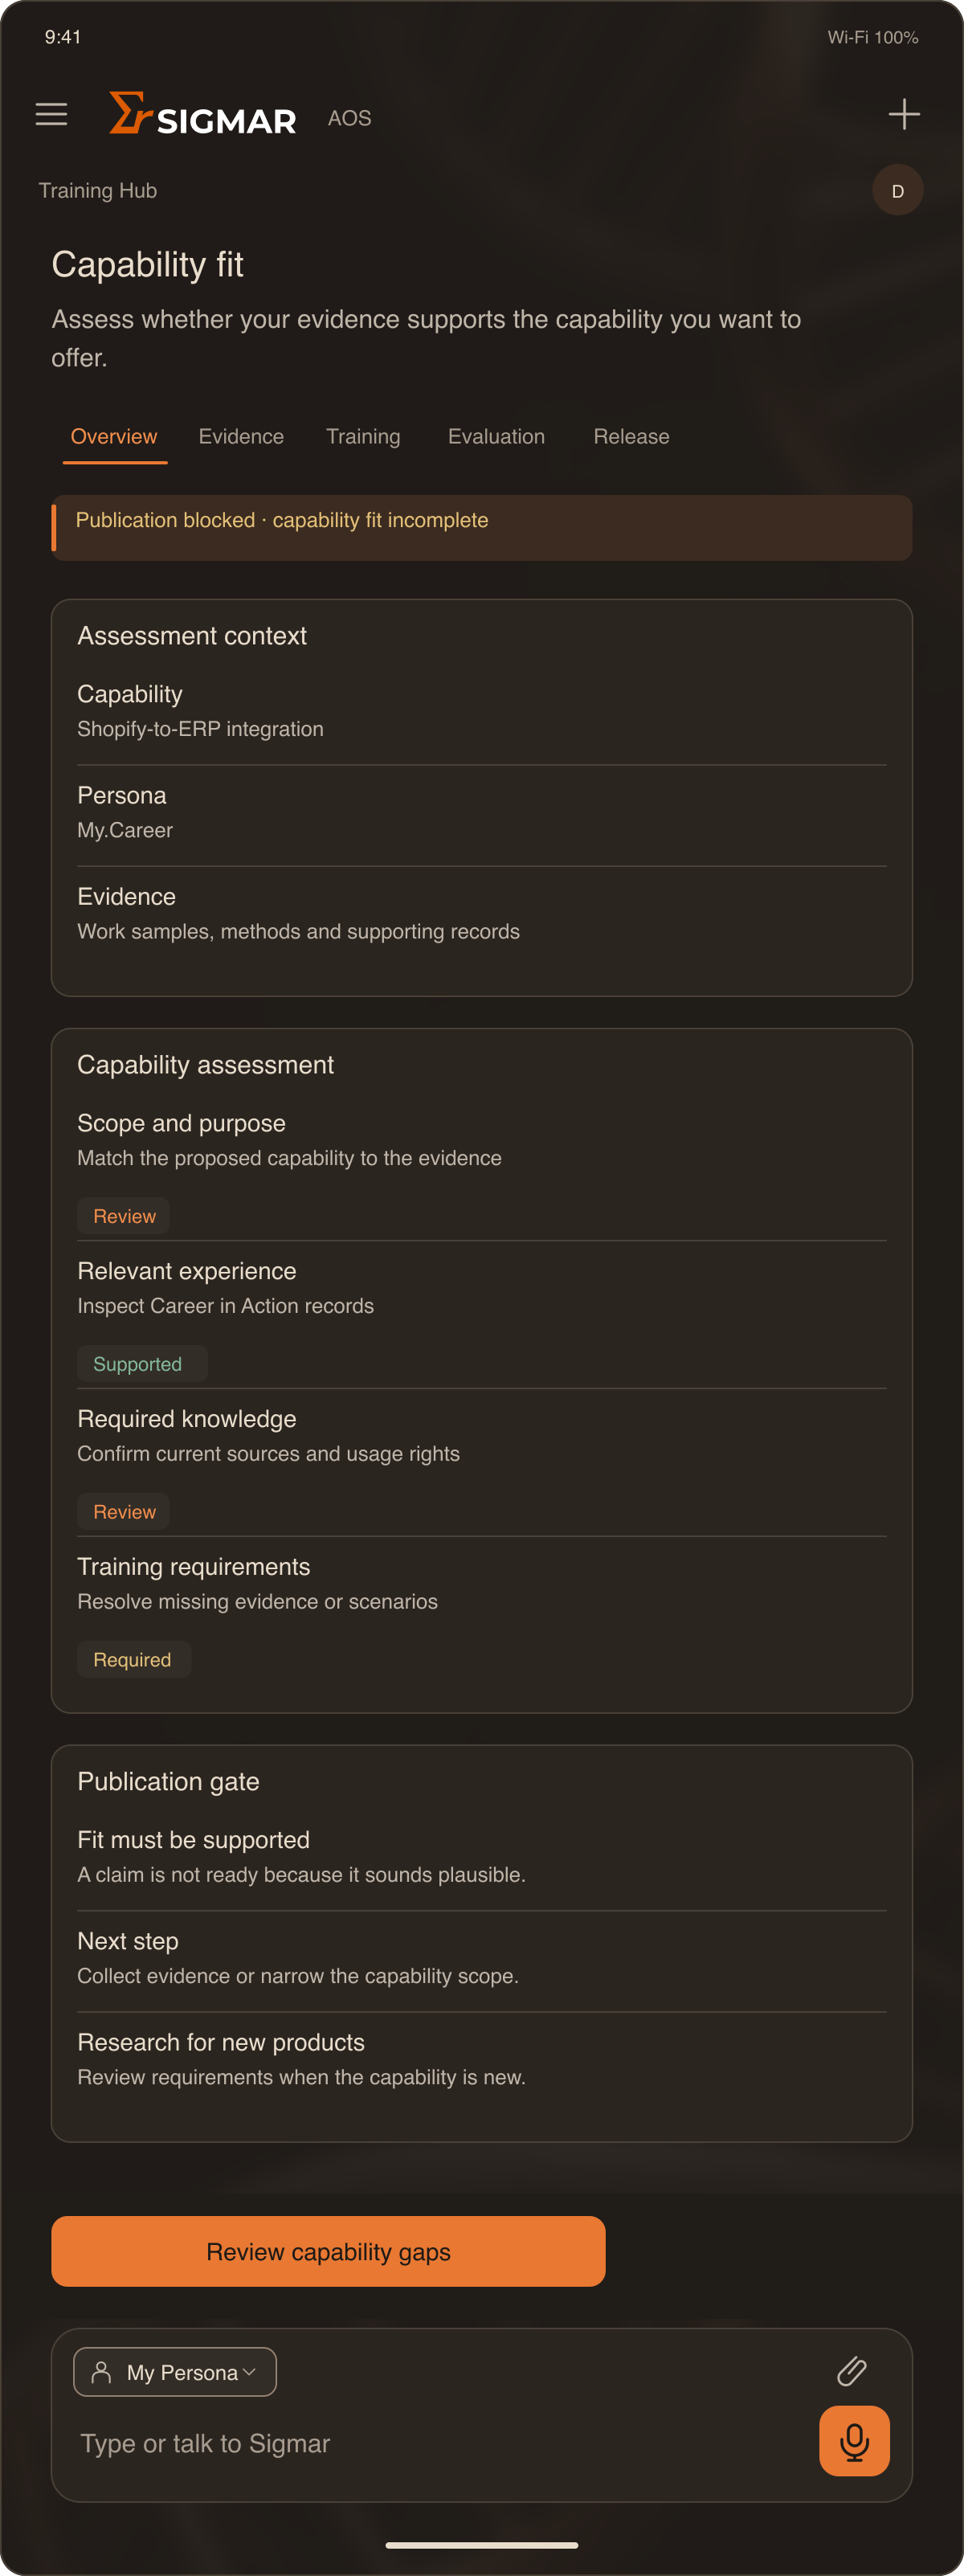 9:41
Wi-Fi 100%
Σr SIGMAR AOS
Training Hub
D
Capability fit
Assess whether your evidence supports the capability you want to
offer.
Overview Evidence Training Evaluation Release
Publication blocked · capability fit incomplete
Assessment context
Capability
Shopify-to-ERP integration
Persona
My.Career
Evidence
Work samples, methods and supporting records
Capability assessment
Scope and purpose
Match the proposed capability to the evidence
Review
Relevant experience
Inspect Career in Action records
Supported
Required knowledge
Confirm current sources and usage rights
Review
Training requirements
Resolve missing evidence or scenarios
Required
Publication gate
Fit must be supported
A claim is not ready because it sounds plausible.
Next step
Collect evidence or narrow the capability scope.
Research for new products
Review requirements when the capability is new.
Review capability gaps
My Persona
Type or talk to Sigmar